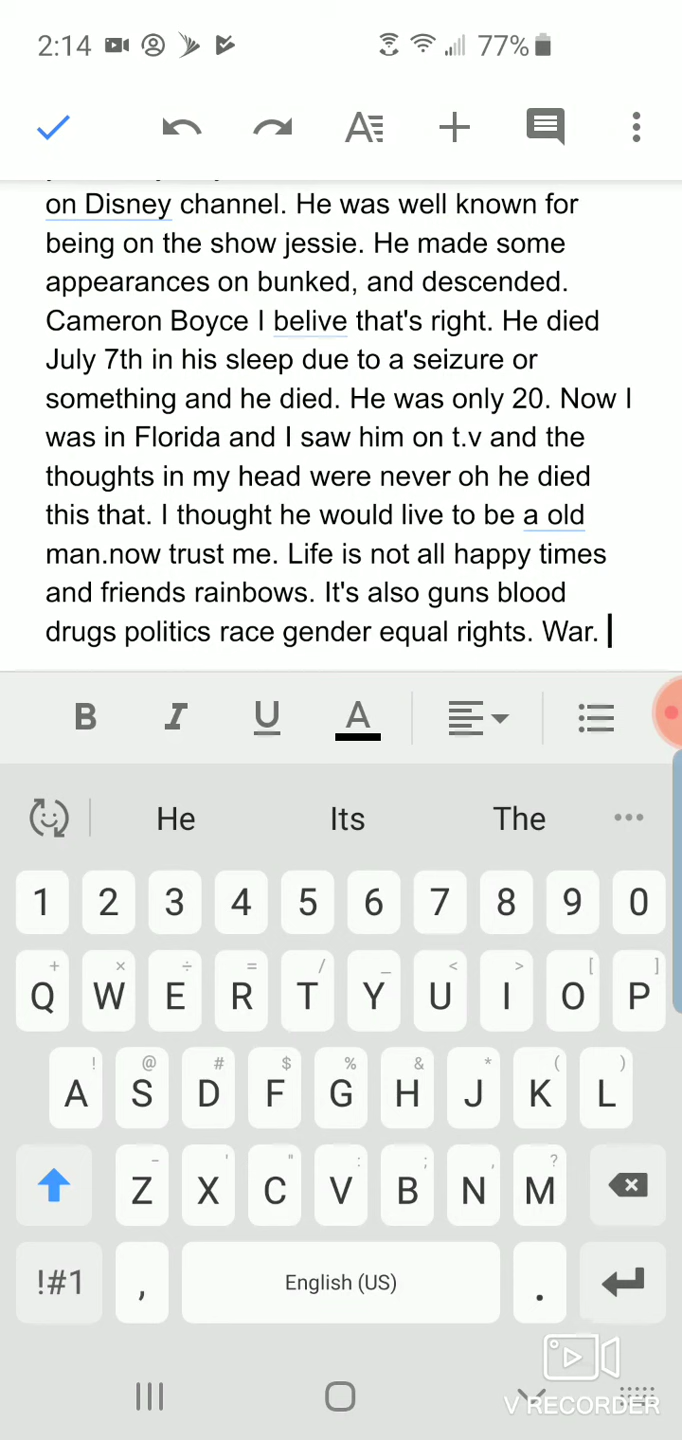 2:14 77%
on Disney channel. He was well known for
being on the show jessie. He made some
appearances on bunked, and descended.
Cameron Boyce I belive that's right. He died
July 7th in his sleep due to a seizure or
something and he died. He was only 20. Now I
was in Florida and I saw him on t.v and the
thoughts in my head were never oh he died
this that. I thought he would live to be a old
man.now trust me. Life is not all happy times
and friends rainbows. It's also guns blood
drugs politics race gender equal rights. War.
B I U A
He Its The
1 2 3 4 5 6 7 8 9 0
+ × ÷ = / _ < > [ ]
Q W E R T Y U I O P
! @ # $ % & * ( )
A S D F G H J K L
- ' " : ; , ?
Z X C V B N M
!#1 , English (US) .
V RECORDER